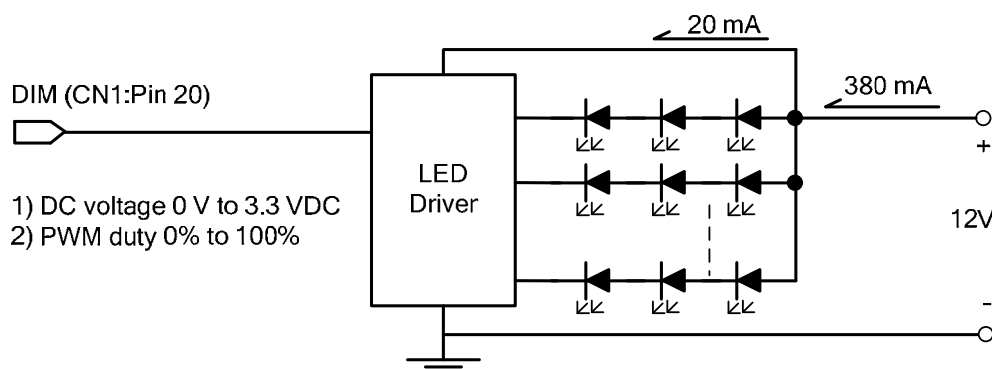 20 mA
DIM (CN1:Pin 20)
380 mA
+
LED
Driver
1) DC voltage 0 V to 3.3 VDC
2) PWM duty 0% to 100%
12V
-